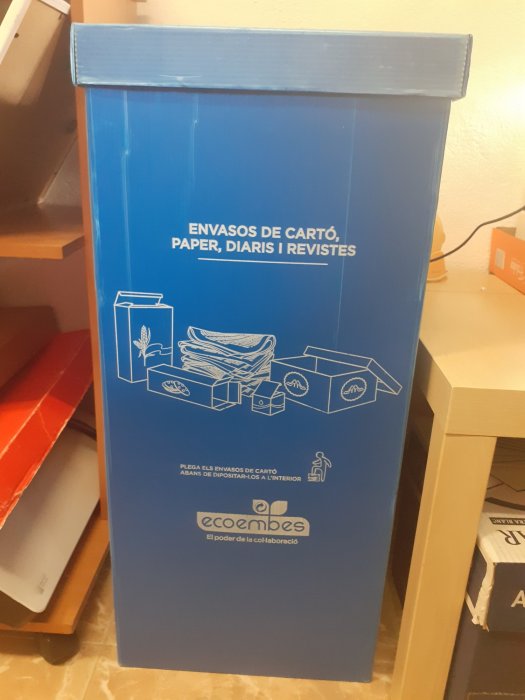 ENVASOS DE CARTÓ,
PAPER, DIARIS I REVISTES
PLEGA ELS ENVASOS DE CARTÓ
ABANS DE DIPOSITAR-LOS A L'INTERIOR
ecoembes
El poder de la col·laboració